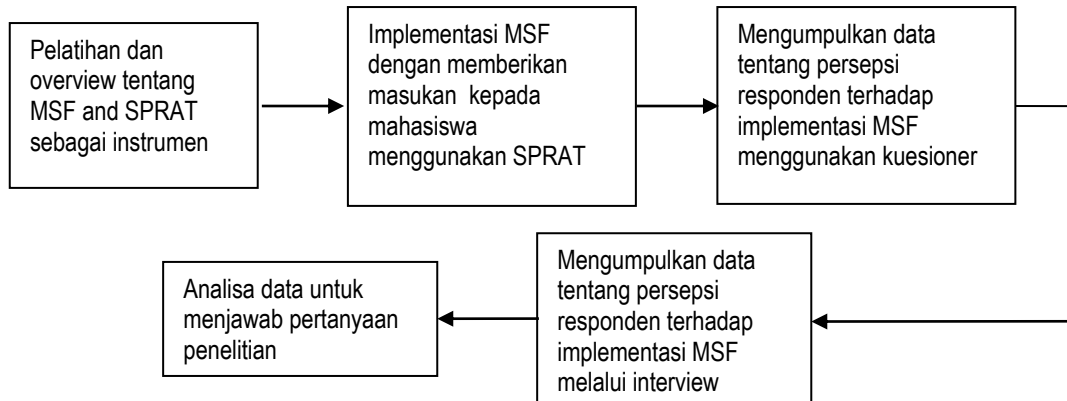 Pelatihan dan
overview tentang
MSF and SPRAT
sebagai instrumen
Implementasi MSF
dengan memberikan
masukan kepada
mahasiswa
menggunakan SPRAT
Mengumpulkan data
tentang persepsi
responden terhadap
implementasi MSF
menggunakan kuesioner
Mengumpulkan data
tentang persepsi
responden terhadap
implementasi MSF
melalui interview
Analisa data untuk
menjawab pertanyaan
penelitian